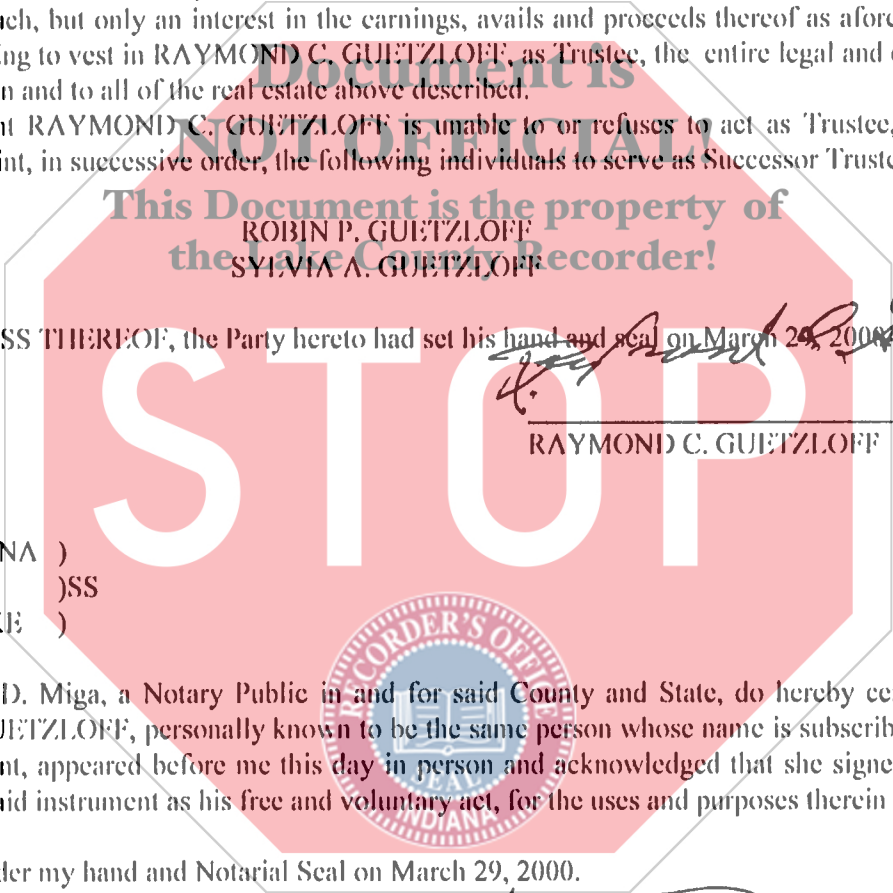 ch, but only an interest in the earnings, avails and proceeds thereof as afor
ng to vest in RAYMOND C. GUETZLOFF, as Trustee, the entire legal and
n and to all of the real estate above described.
Document is
nt RAYMOND C. GUETZLOFF is unable to or refuses to act as Trustee,
NOT OFFICIAL!
int, in successive order, the following individuals to serve as Successor Truste
This Document is the property of
ROBIN P. GUETZLOFF
the Lake County Recorder!
SYLVIA A. GUETZLOFF
SS THEREOF, the Party hereto had set his hand and seal on March 29, 2000.
STOP
RAYMOND C. GUETZLOFF
NA )
)SS
KE )
RECORDER'S OFFICE
D. Miga, a Notary Public in and for said County and State, do hereby ce
UETZLOFF, personally known to be the same person whose name is subscrib
nt, appeared before me this day in person and acknowledged that she signe
SEAL
aid instrument as his free and voluntary act, for the uses and purposes therein
INDIANA
der my hand and Notarial Seal on March 29, 2000.